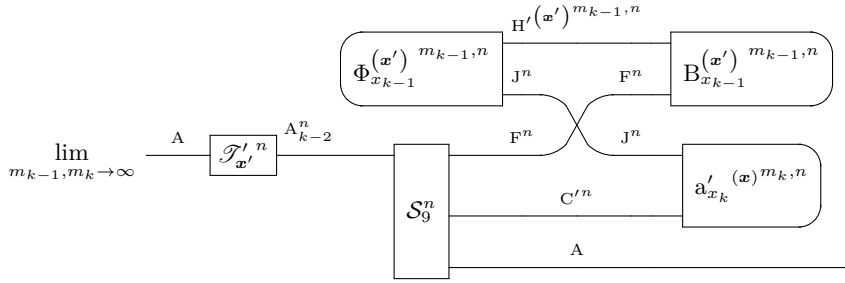 H′^{(𝒙′)^{m_{k−1},n}}
Φ_{x_{k−1}}^{(𝒙′)^{m_{k−1},n}} J^n F^n B_{x_{k−1}}^{(𝒙′)^{m_{k−1},n}}
lim_{m_{k−1},m_k→∞} A 𝒯′_{𝒙′}^n A_{k−2}^n F^n J^n a′_{x_k}^{(𝒙)^{m_k,n}}
𝒮_9^n C′^n
A